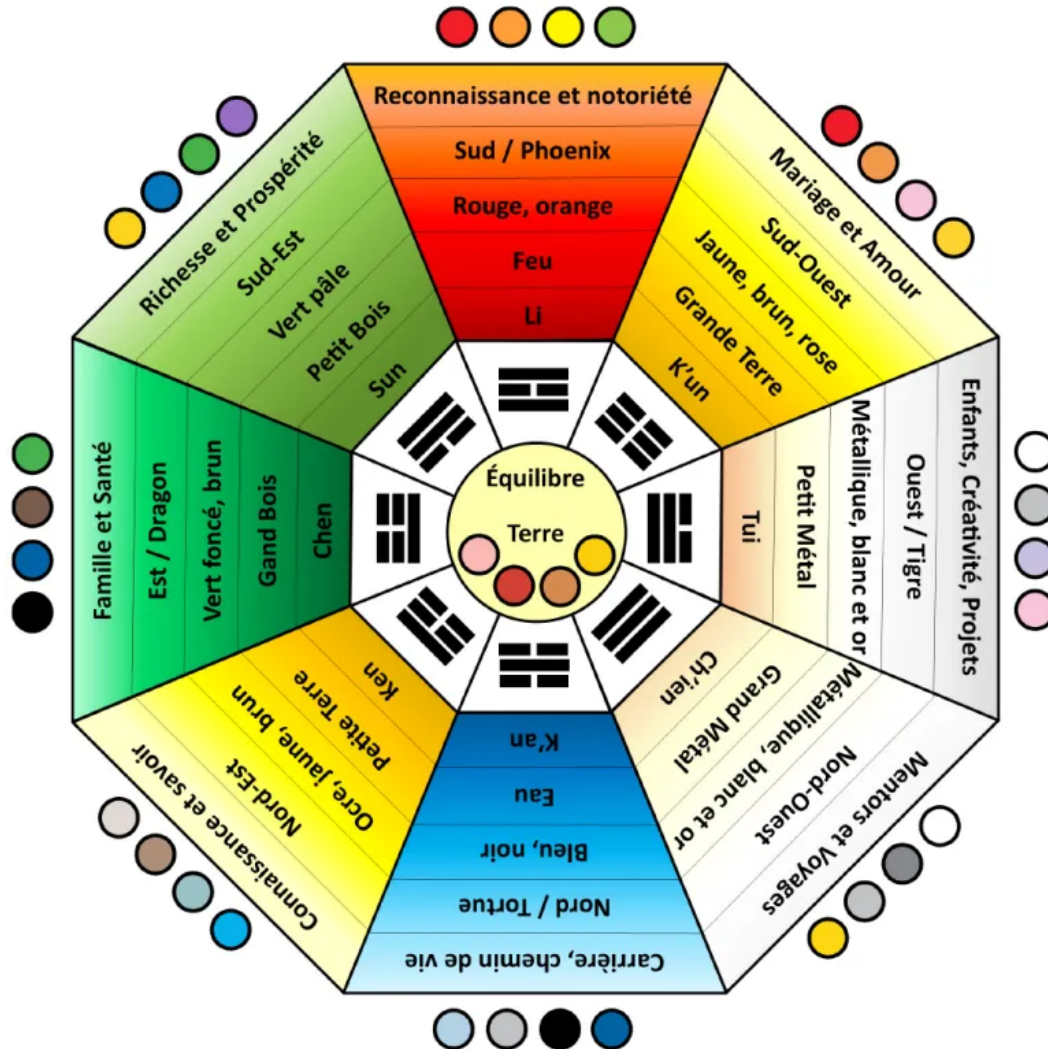 Reconnaissance et notoriété
Sud / Phoenix
Rouge, orange
Feu
Li
Mariage et Amour
Sud-Ouest
Jaune, brun, rose
Grande Terre
K'un
Enfants, Créativité, Projets
Ouest / Tigre
Métallique, blanc et or
Petit Métal
Tui
Mentors et Voyages
Nord-Ouest
Métallique, blanc et or
Grand Métal
Ch'ien
Carrière, chemin de vie
Nord / Tortue
Bleu, noir
Eau
K'an
Connaissance et savoir
Nord-Est
Ocre, jaune, brun
Petite Terre
Ken
Famille et Santé
Est / Dragon
Vert foncé, brun
Gand Bois
Chen
Richesse et Prospérité
Sud-Est
Vert pâle
Petit Bois
Sun
Équilibre
Terre